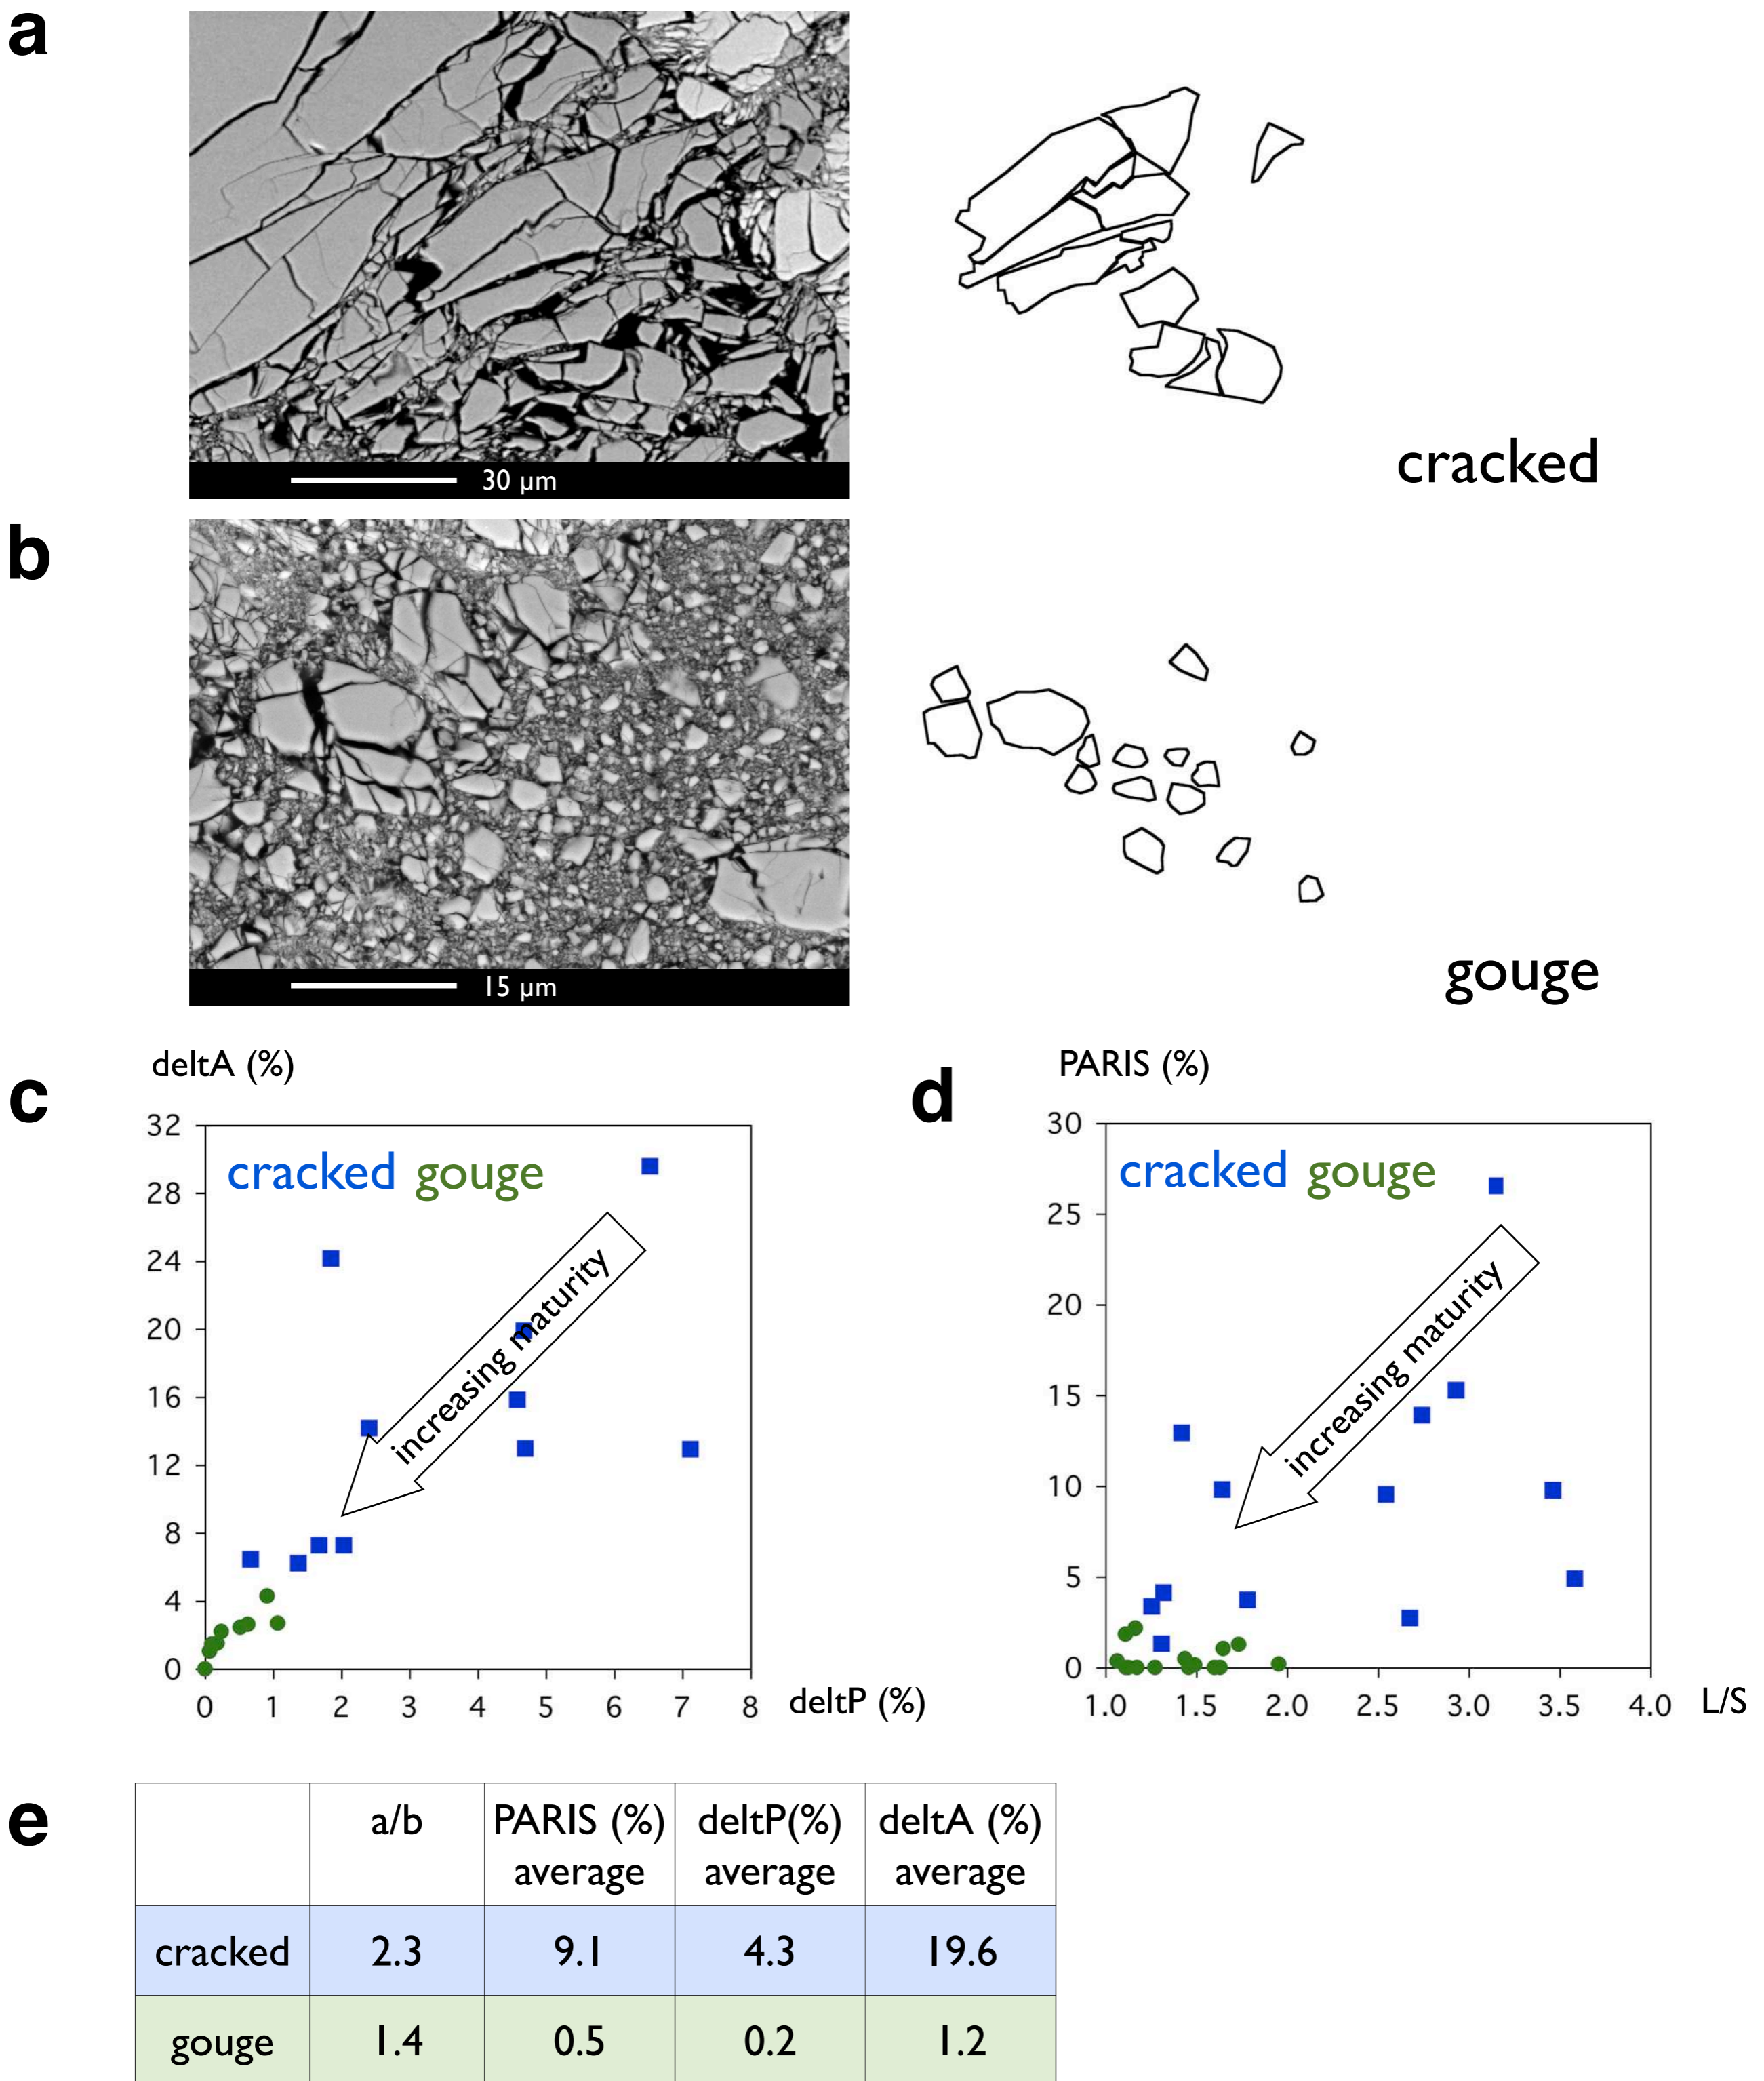 a
30 µm
cracked
b
15 µm
gouge
c
deltA (%)
32
28
24
20
16
12
8
4
0
cracked gouge
increasing maturity
0 1 2 3 4 5 6 7 8
deltP (%)
d
PARIS (%)
30
25
20
15
10
5
0
cracked gouge
increasing maturity
1.0 1.5 2.0 2.5 3.0 3.5 4.0
L/S
e
a/b PARIS (%) deltP(%) deltA (%)
average average average
cracked 2.3 9.1 4.3 19.6
gouge 1.4 0.5 0.2 1.2